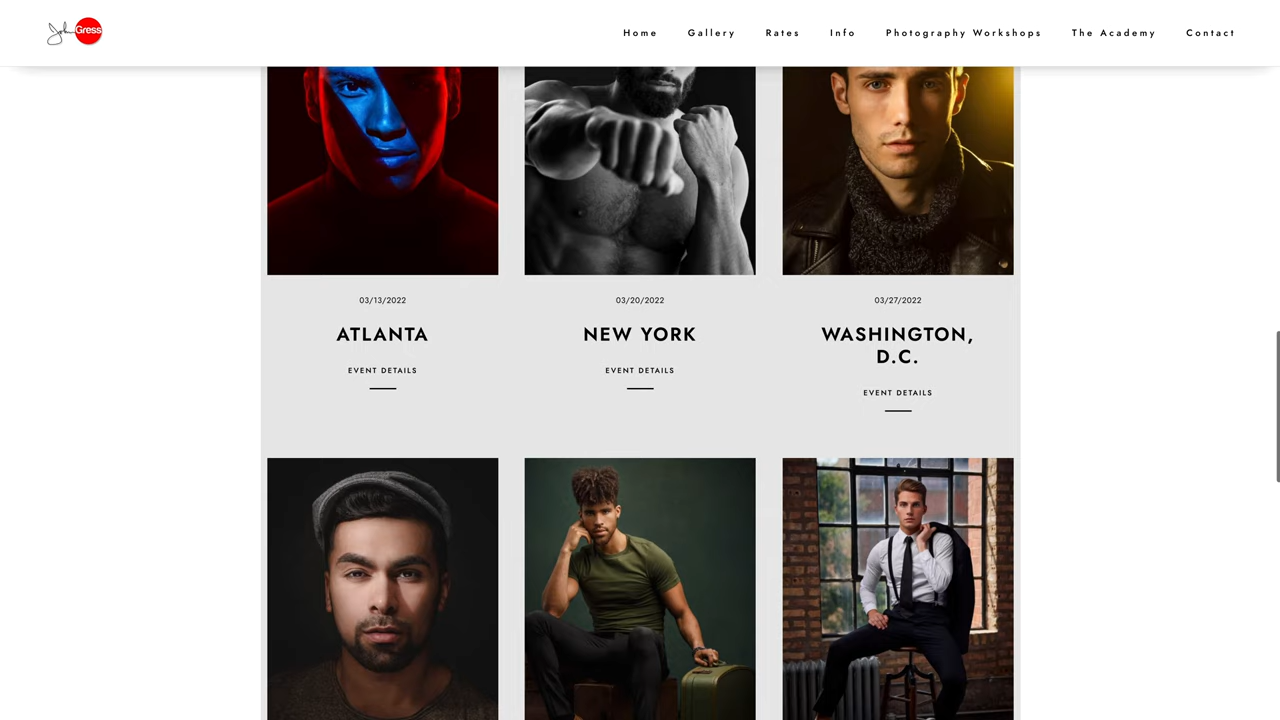 John Gress
Home Gallery Rates Info Photography Workshops The Academy Contact
03/13/2022
ATLANTA
EVENT DETAILS
03/20/2022
NEW YORK
EVENT DETAILS
03/27/2022
WASHINGTON,
D.C.
EVENT DETAILS